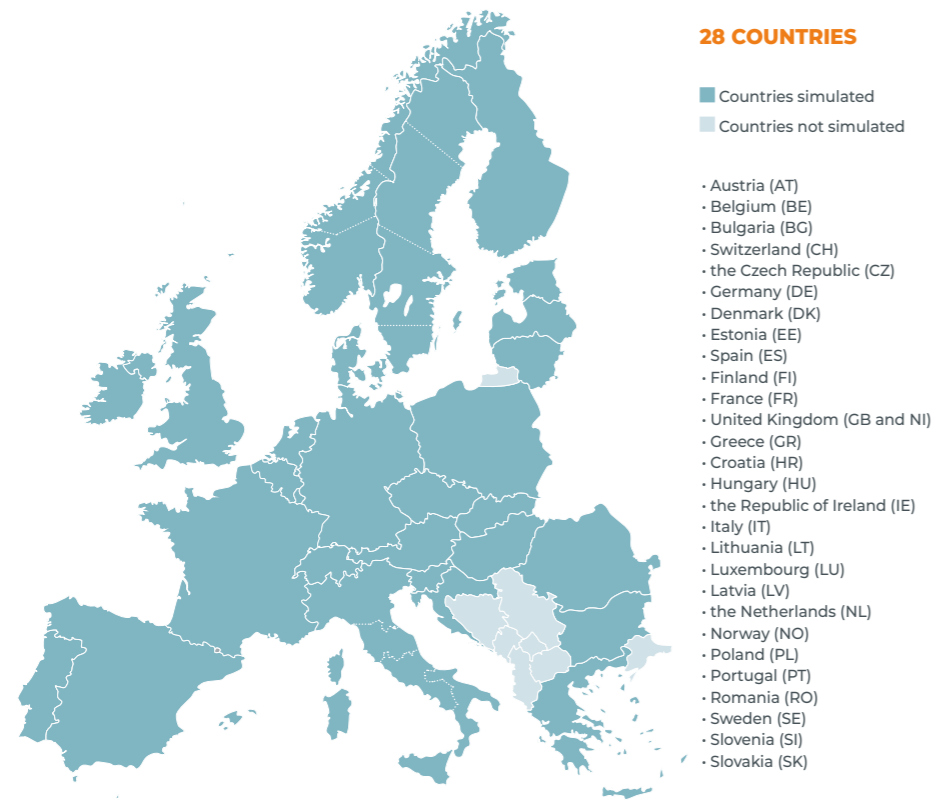 28 COUNTRIES
Countries simulated
Countries not simulated
• Austria (AT)
• Belgium (BE)
• Bulgaria (BG)
• Switzerland (CH)
• the Czech Republic (CZ)
• Germany (DE)
• Denmark (DK)
• Estonia (EE)
• Spain (ES)
• Finland (FI)
• France (FR)
• United Kingdom (GB and NI)
• Greece (GR)
• Croatia (HR)
• Hungary (HU)
• the Republic of Ireland (IE)
• Italy (IT)
• Lithuania (LT)
• Luxembourg (LU)
• Latvia (LV)
• the Netherlands (NL)
• Norway (NO)
• Poland (PL)
• Portugal (PT)
• Romania (RO)
• Sweden (SE)
• Slovenia (SI)
• Slovakia (SK)